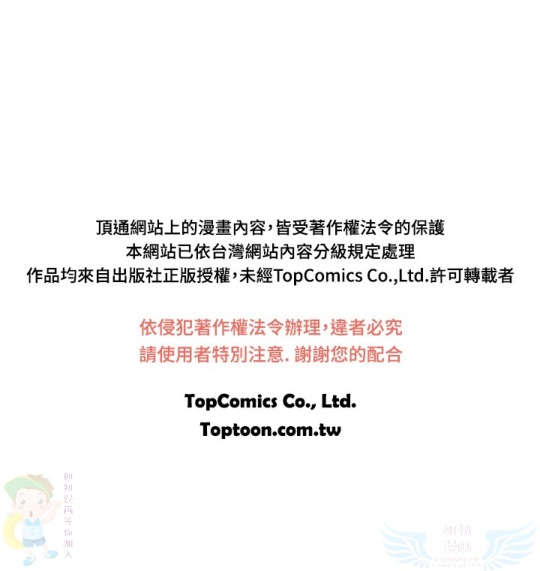 頂通網站上的漫畫內容，皆受著作權法令的保護
本網站已依台灣網站內容分級規定處理
作品均來自出版社正版授權，未經TopComics Co.,Ltd.許可轉載者
依侵犯著作權法令辦理，違者必究
請使用者特別注意. 謝謝您的配合
TopComics Co., Ltd.
Toptoon.com.tw